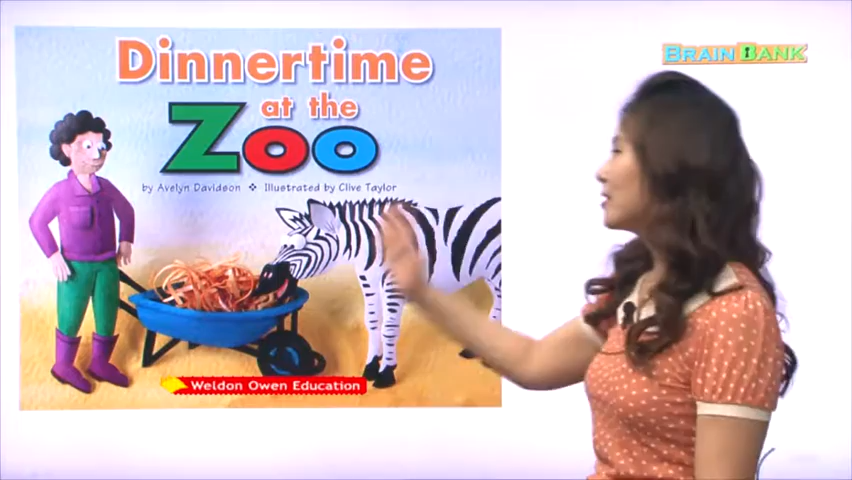 Dinnertime
at the
Zoo
by Avelyn Davidson ❖ Illustrated by Clive Taylor
Weldon Owen Education
BRAIN BANK